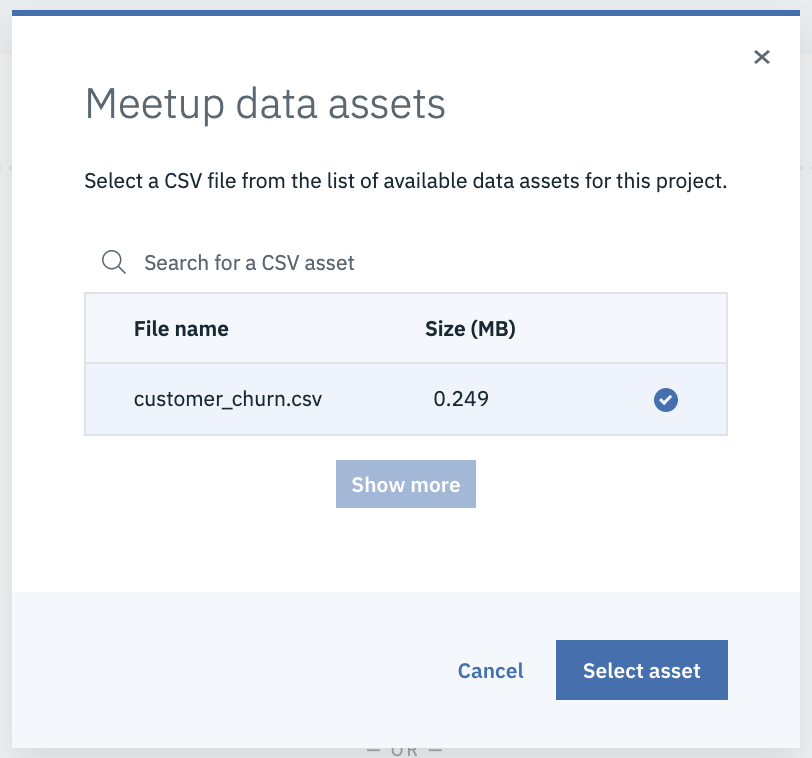 Meetup data assets
Select a CSV file from the list of available data assets for this project.
Search for a CSV asset
File name Size (MB)
customer_churn.csv 0.249
Show more
Cancel Select asset
— OR —